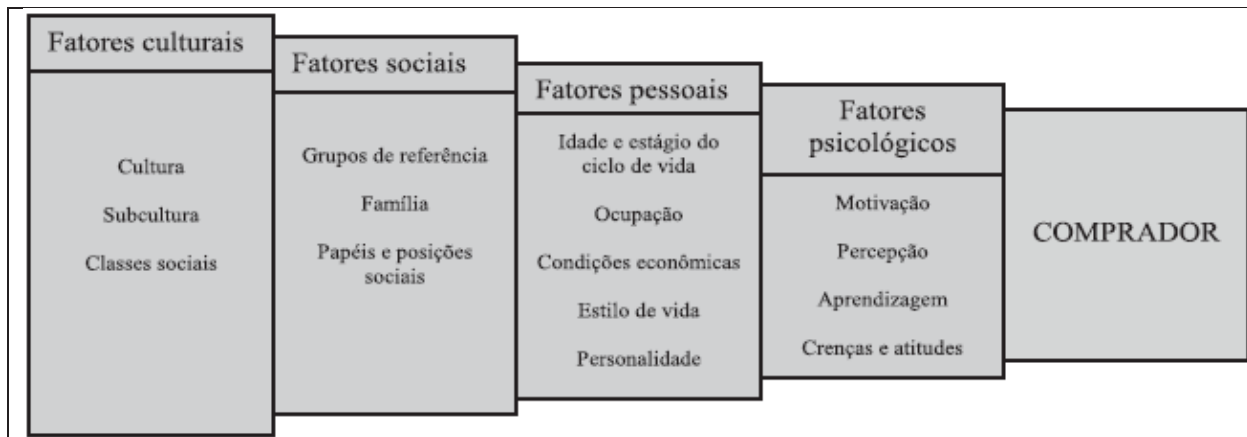 Fatores culturais
Cultura
Subcultura
Classes sociais
Fatores sociais
Grupos de referência
Família
Papéis e posições
sociais
Fatores pessoais
Idade e estágio do
ciclo de vida
Ocupação
Condições econômicas
Estilo de vida
Personalidade
Fatores
psicológicos
Motivação
Percepção
Aprendizagem
Crenças e atitudes
COMPRADOR